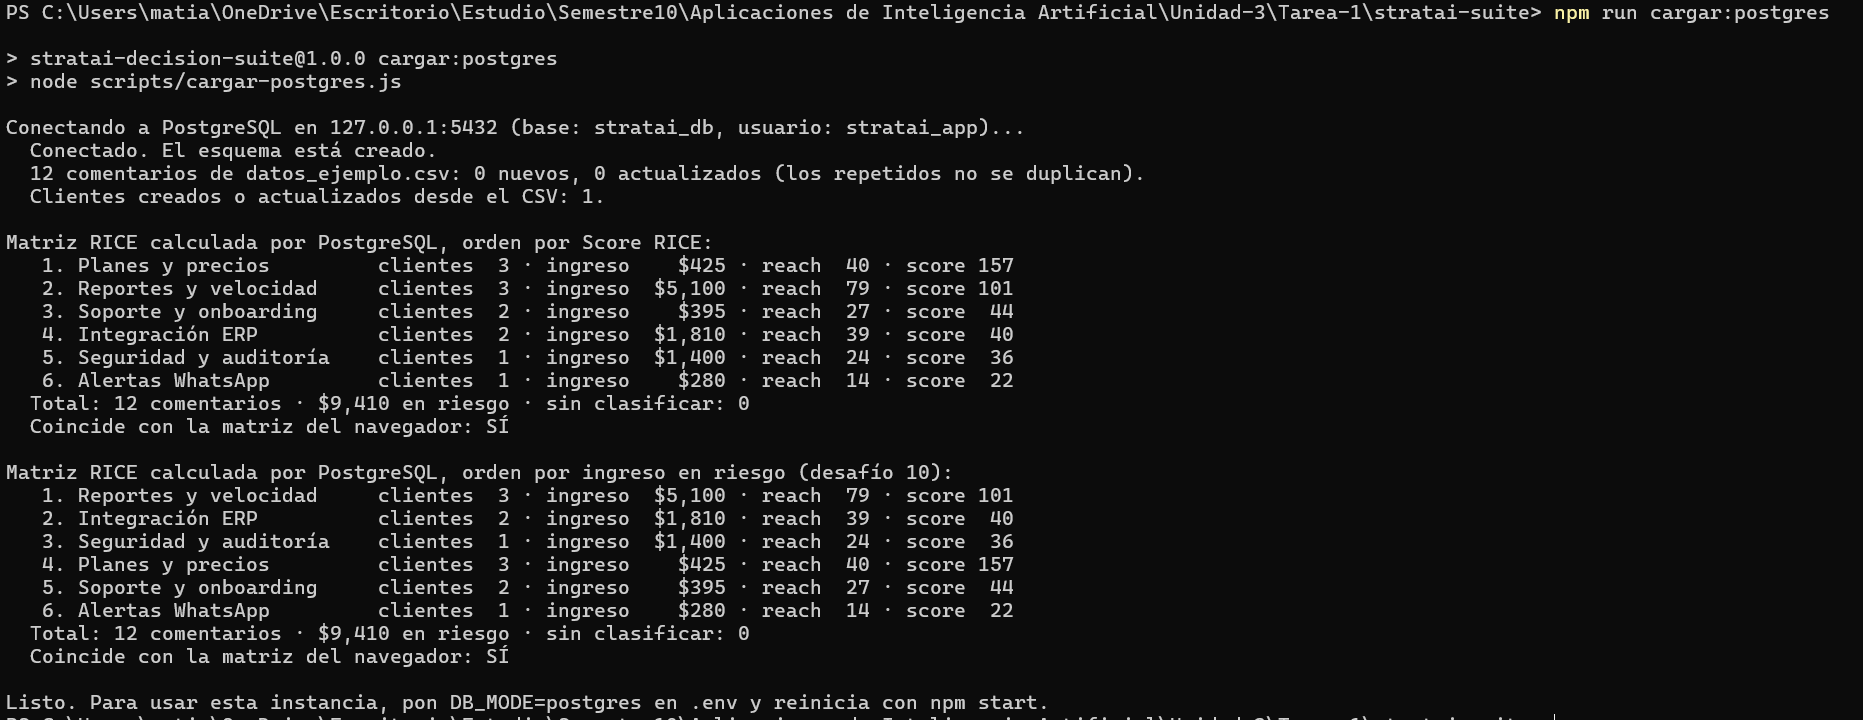 PS C:\Users\matia\OneDrive\Escritorio\Estudio\Semestre10\Aplicaciones de Inteligencia Artificial\Unidad-3\Tarea-1\stratai-suite> npm run cargar:postgres
> stratai-decision-suite@1.0.0 cargar:postgres
> node scripts/cargar-postgres.js
Conectando a PostgreSQL en 127.0.0.1:5432 (base: stratai_db, usuario: stratai_app)...
Conectado. El esquema está creado.
12 comentarios de datos_ejemplo.csv: 0 nuevos, 0 actualizados (los repetidos no se duplican).
Clientes creados o actualizados desde el CSV: 1.
Matriz RICE calculada por PostgreSQL, orden por Score RICE:
1. Planes y precios clientes 3 · ingreso $425 · reach 40 · score 157
2. Reportes y velocidad clientes 3 · ingreso $5,100 · reach 79 · score 101
3. Soporte y onboarding clientes 2 · ingreso $395 · reach 27 · score 44
4. Integración ERP clientes 2 · ingreso $1,810 · reach 39 · score 40
5. Seguridad y auditoría clientes 1 · ingreso $1,400 · reach 24 · score 36
6. Alertas WhatsApp clientes 1 · ingreso $280 · reach 14 · score 22
Total: 12 comentarios · $9,410 en riesgo · sin clasificar: 0
Coincide con la matriz del navegador: SÍ
Matriz RICE calculada por PostgreSQL, orden por ingreso en riesgo (desafío 10):
1. Reportes y velocidad clientes 3 · ingreso $5,100 · reach 79 · score 101
2. Integración ERP clientes 2 · ingreso $1,810 · reach 39 · score 40
3. Seguridad y auditoría clientes 1 · ingreso $1,400 · reach 24 · score 36
4. Planes y precios clientes 3 · ingreso $425 · reach 40 · score 157
5. Soporte y onboarding clientes 2 · ingreso $395 · reach 27 · score 44
6. Alertas WhatsApp clientes 1 · ingreso $280 · reach 14 · score 22
Total: 12 comentarios · $9,410 en riesgo · sin clasificar: 0
Coincide con la matriz del navegador: SÍ
Listo. Para usar esta instancia, pon DB_MODE=postgres en .env y reinicia con npm start.